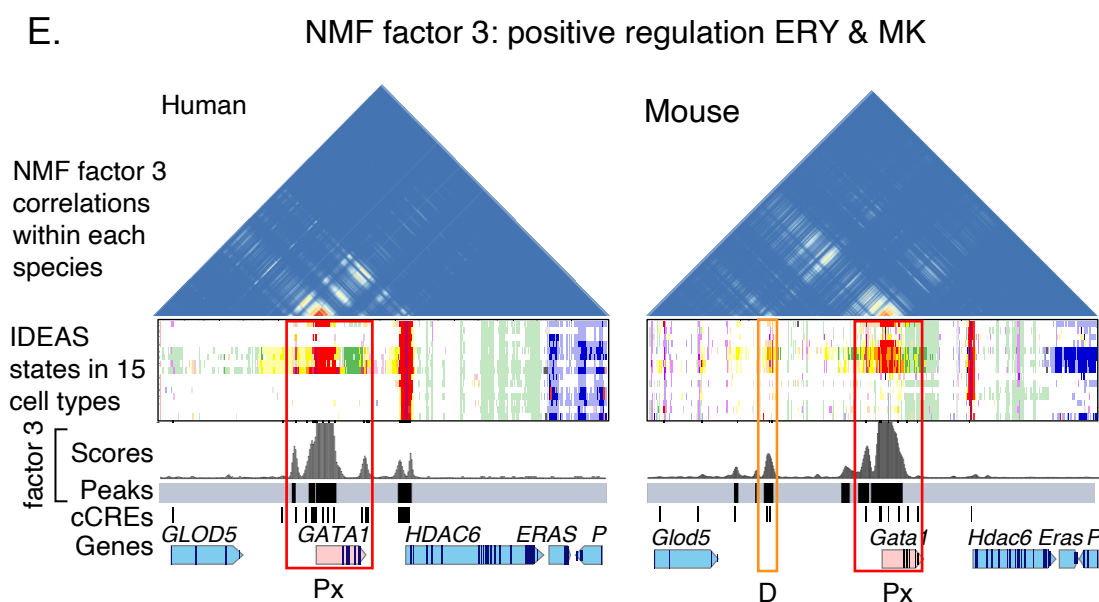 E.
NMF factor 3: positive regulation ERY & MK
Human
Mouse
NMF factor 3
correlations
within each
species
IDEAS
states in 15
cell types
factor 3
Scores
Peaks
cCREs
Genes
GLOD5
GATA1
HDAC6
ERAS
P
Px
Glod5
Gata1
Hdac6
Eras
P
D
Px